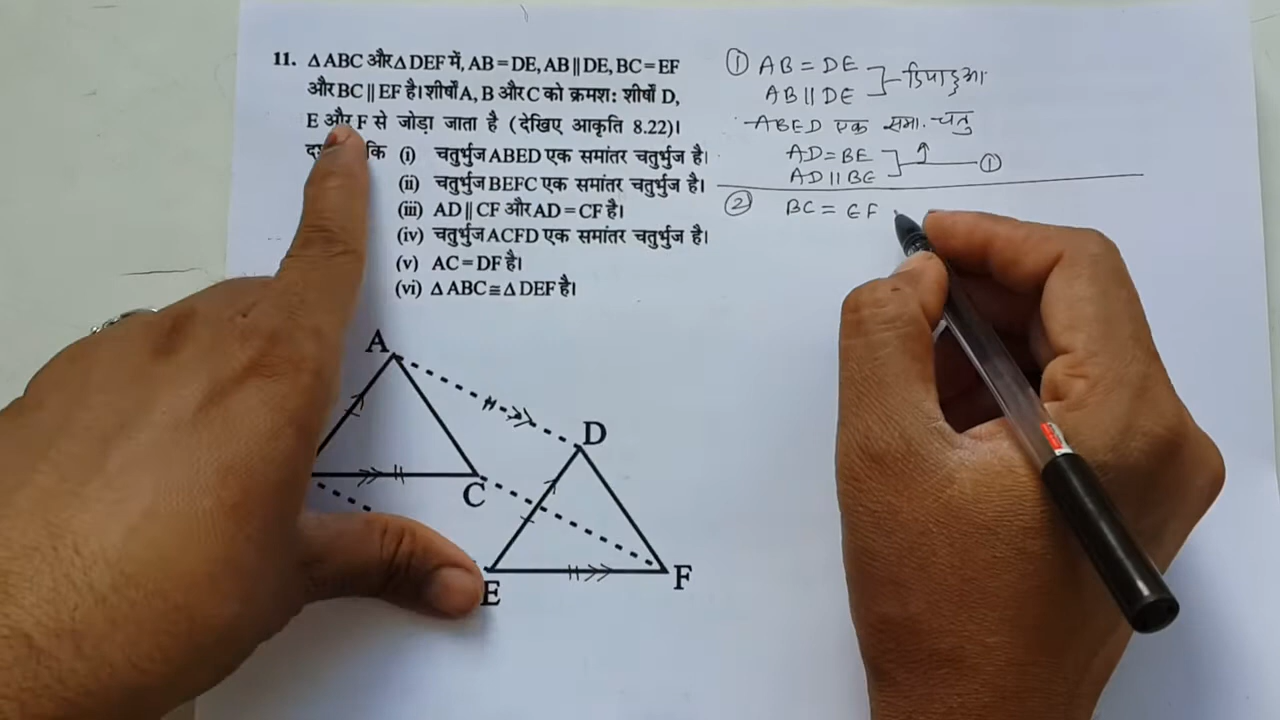 11. Δ ABC और Δ DEF में, AB = DE, AB || DE, BC = EF
और BC || EF है। शीर्षों A, B और C को क्रमश: शीर्षों D,
E और F से जोड़ा जाता है (देखिए आकृति 8.22)।
कि (i) चतुर्भुज ABED एक समांतर चतुर्भुज है।
(ii) चतुर्भुज BEFC एक समांतर चतुर्भुज है।
(iii) AD || CF और AD = CF है।
(iv) चतुर्भुज ACFD एक समांतर चतुर्भुज है।
(v) AC = DF है।
(vi) Δ ABC ≅ Δ DEF है।
① AB = DE
AB || DE
दिया हुआ
ABED एक समा. चतु
AD = BE
AD || BE
①
② BC = EF
A
D
C
E
F